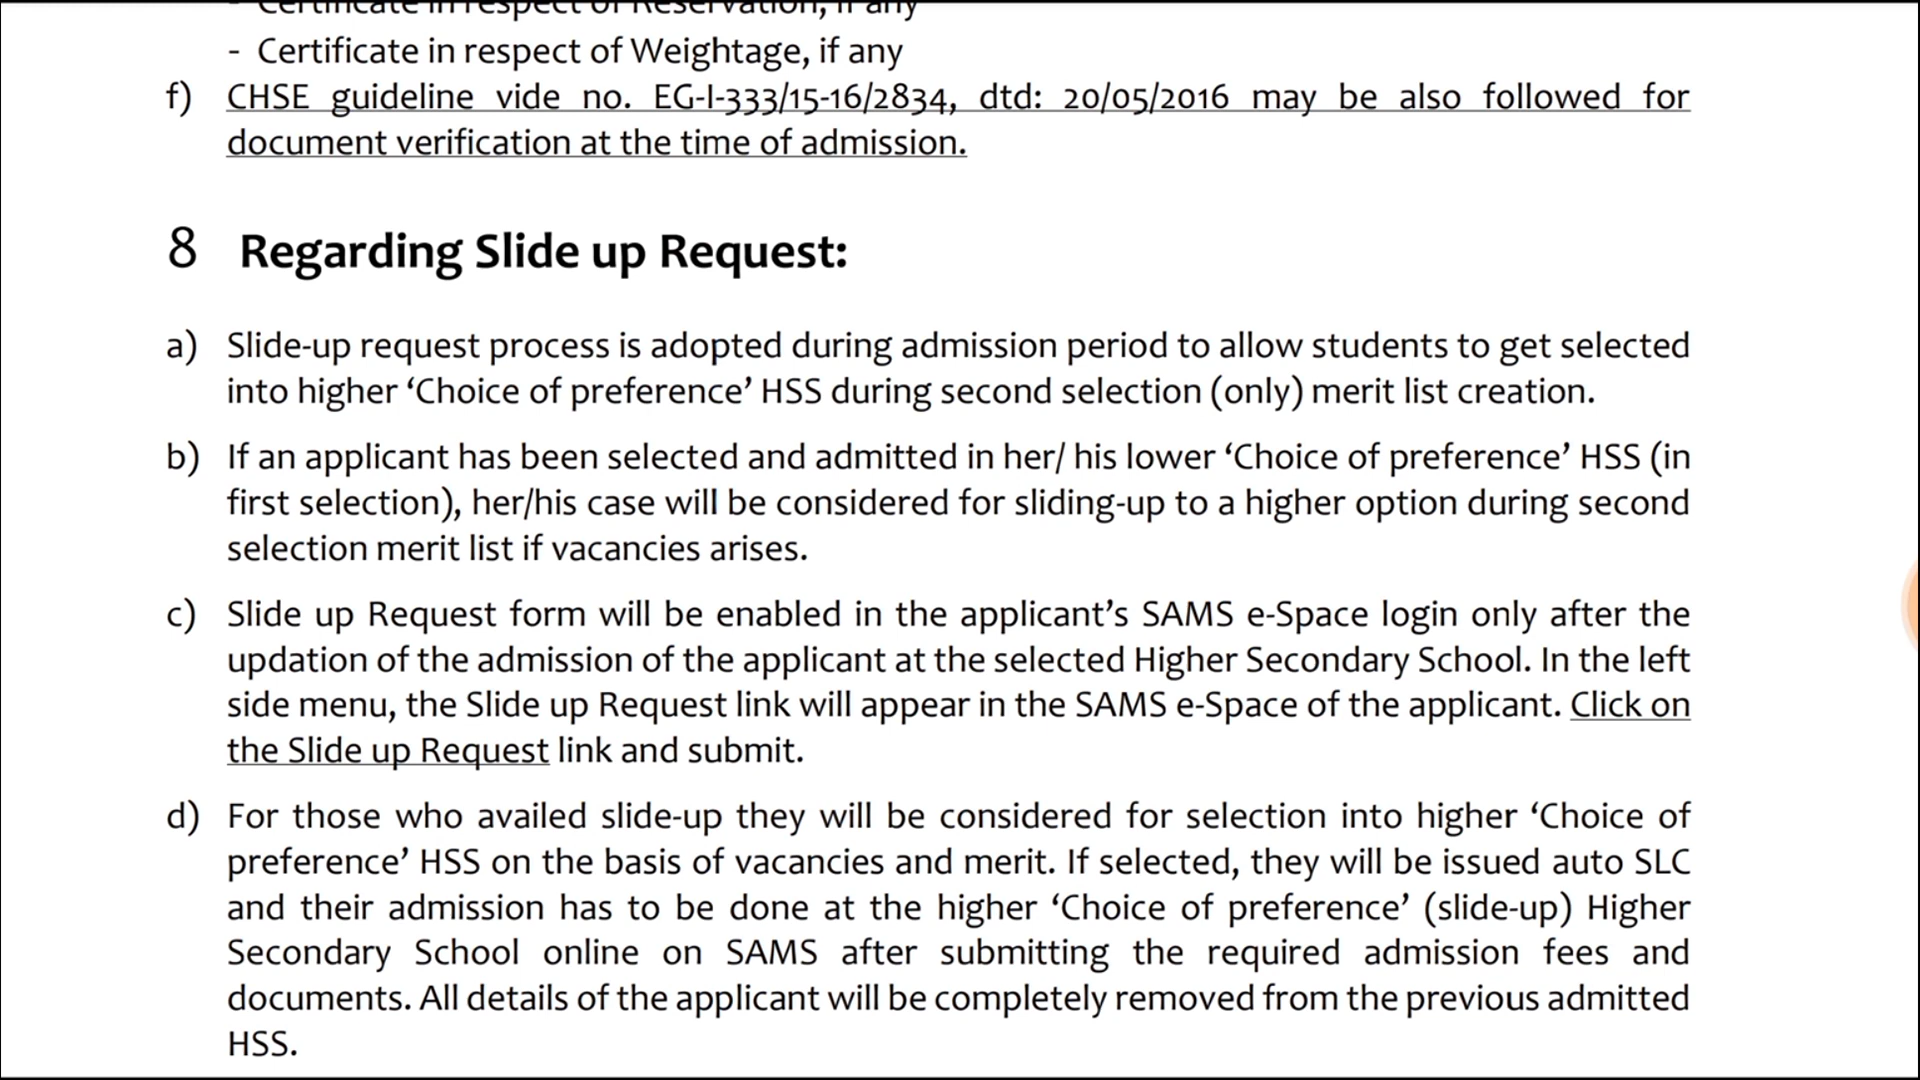 - Certificate in respect of Reservation, if any
- Certificate in respect of Weightage, if any
f) CHSE guideline vide no. EG-I-333/15-16/2834, dtd: 20/05/2016 may be also followed for
document verification at the time of admission.
8 Regarding Slide up Request:
a) Slide-up request process is adopted during admission period to allow students to get selected
into higher ‘Choice of preference’ HSS during second selection (only) merit list creation.
b) If an applicant has been selected and admitted in her/ his lower ‘Choice of preference’ HSS (in
first selection), her/his case will be considered for sliding-up to a higher option during second
selection merit list if vacancies arises.
c) Slide up Request form will be enabled in the applicant’s SAMS e-Space login only after the
updation of the admission of the applicant at the selected Higher Secondary School. In the left
side menu, the Slide up Request link will appear in the SAMS e-Space of the applicant. Click on
the Slide up Request link and submit.
d) For those who availed slide-up they will be considered for selection into higher ‘Choice of
preference’ HSS on the basis of vacancies and merit. If selected, they will be issued auto SLC
and their admission has to be done at the higher ‘Choice of preference’ (slide-up) Higher
Secondary School online on SAMS after submitting the required admission fees and
documents. All details of the applicant will be completely removed from the previous admitted
HSS.